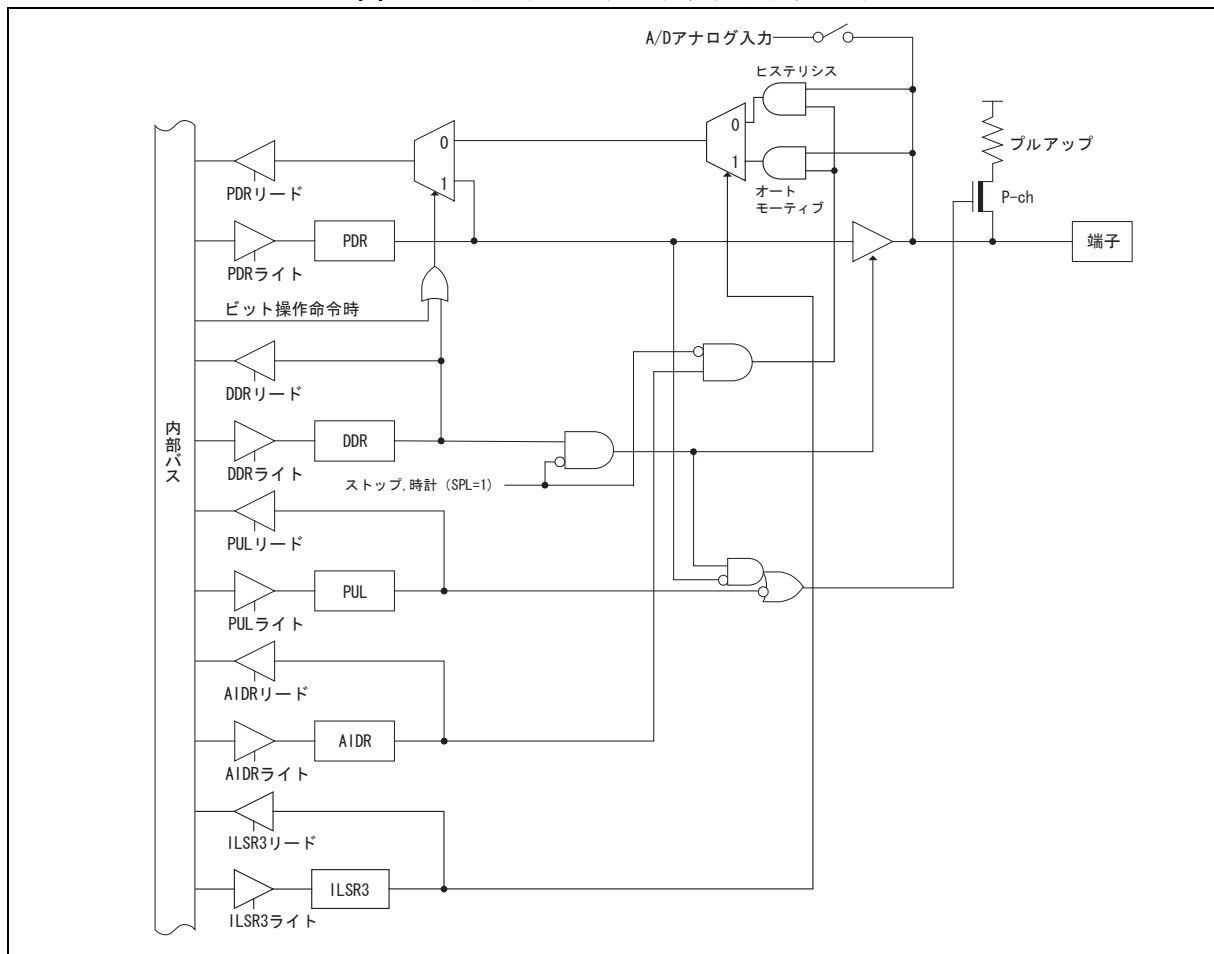 A/Dアナログ入力
ヒステリシス
0
1
オート
モーティブ
プルアップ
P-ch
端子
0
1
PDRリード
PDR
PDRライト
ビット操作命令時
DDRリード
DDR
DDRライト
ストップ,時計 (SPL=1)
内部バス
PULリード
PUL
PULライト
AIDRリード
AIDR
AIDRライト
ILSR3リード
ILSR3
ILSR3ライト